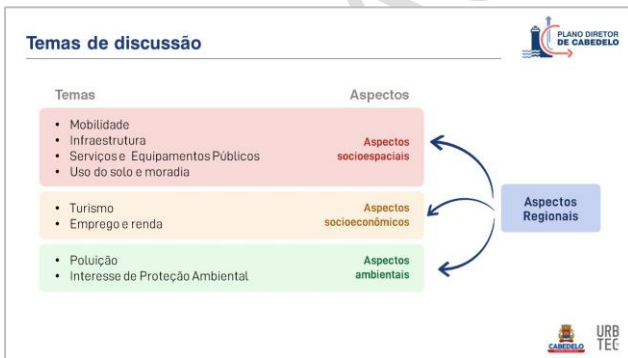 Temas de discussão
PLANO DIRETOR
DE CABEDELO
Temas
Aspectos
• Mobilidade
• Infraestrutura
• Serviços e Equipamentos Públicos
• Uso do solo e moradia
Aspectos
socioespaciais
• Turismo
• Emprego e renda
Aspectos
socioeconômicos
• Poluição
• Interesse de Proteção Ambiental
Aspectos
ambientais
Aspectos
Regionais
CABEDELO
URB
TEC